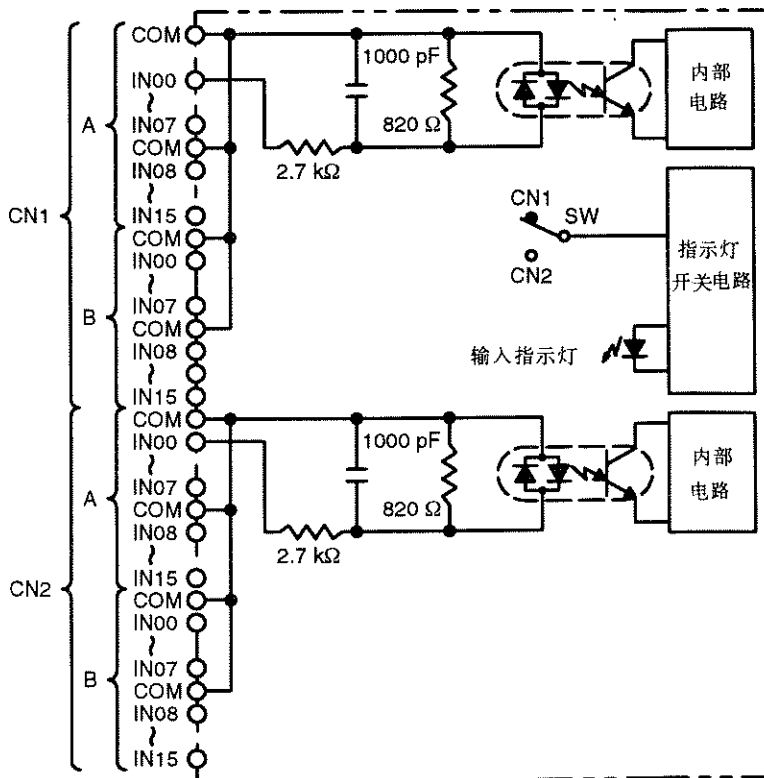 CN1
A
COM
IN00
~
IN07
COM
IN08
~
IN15
B
COM
IN00
~
IN07
COM
IN08
~
IN15
1000 pF
820 Ω
2.7 kΩ
内部
电路
CN1
SW
CN2
指示灯
开关电路
输入指示灯
CN2
A
COM
IN00
~
IN07
COM
IN08
~
IN15
B
COM
IN00
~
IN07
COM
IN08
~
IN15
1000 pF
820 Ω
2.7 kΩ
内部
电路